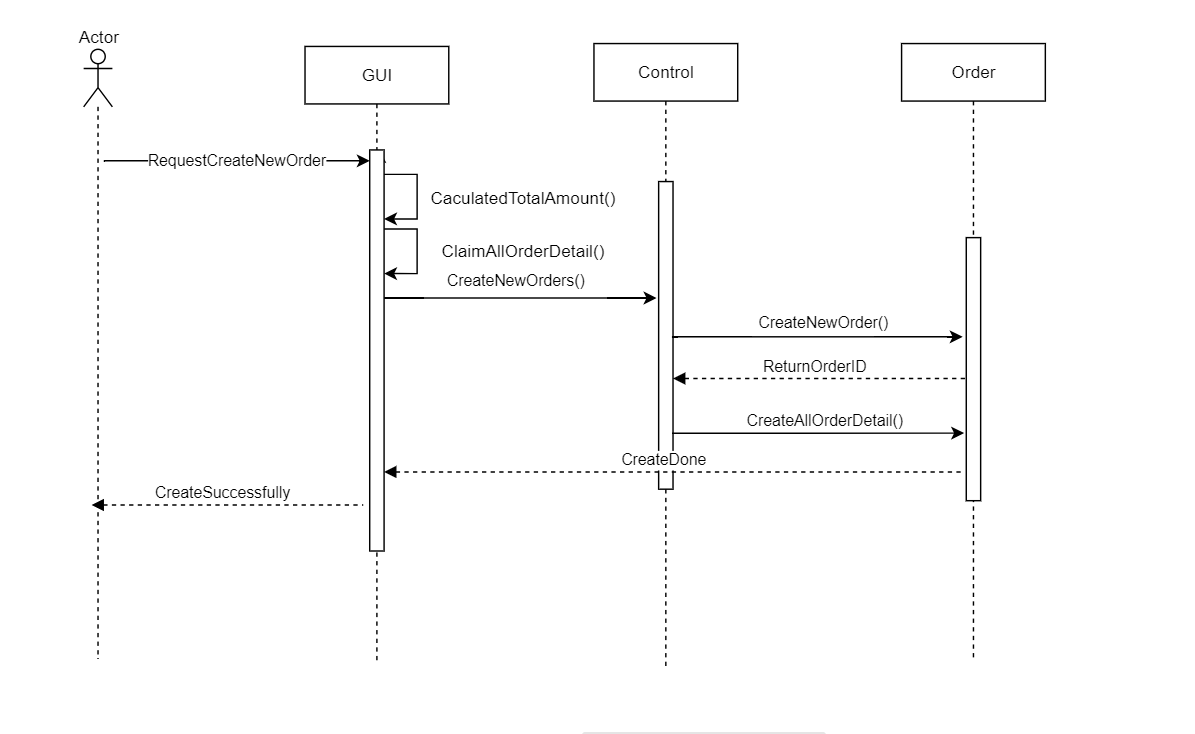 Actor
GUI
Control
Order
RequestCreateNewOrder
CaculatedTotalAmount()
ClaimAllOrderDetail()
CreateNewOrders()
CreateNewOrder()
ReturnOrderID
CreateAllOrderDetail()
CreateDone
CreateSuccessfully